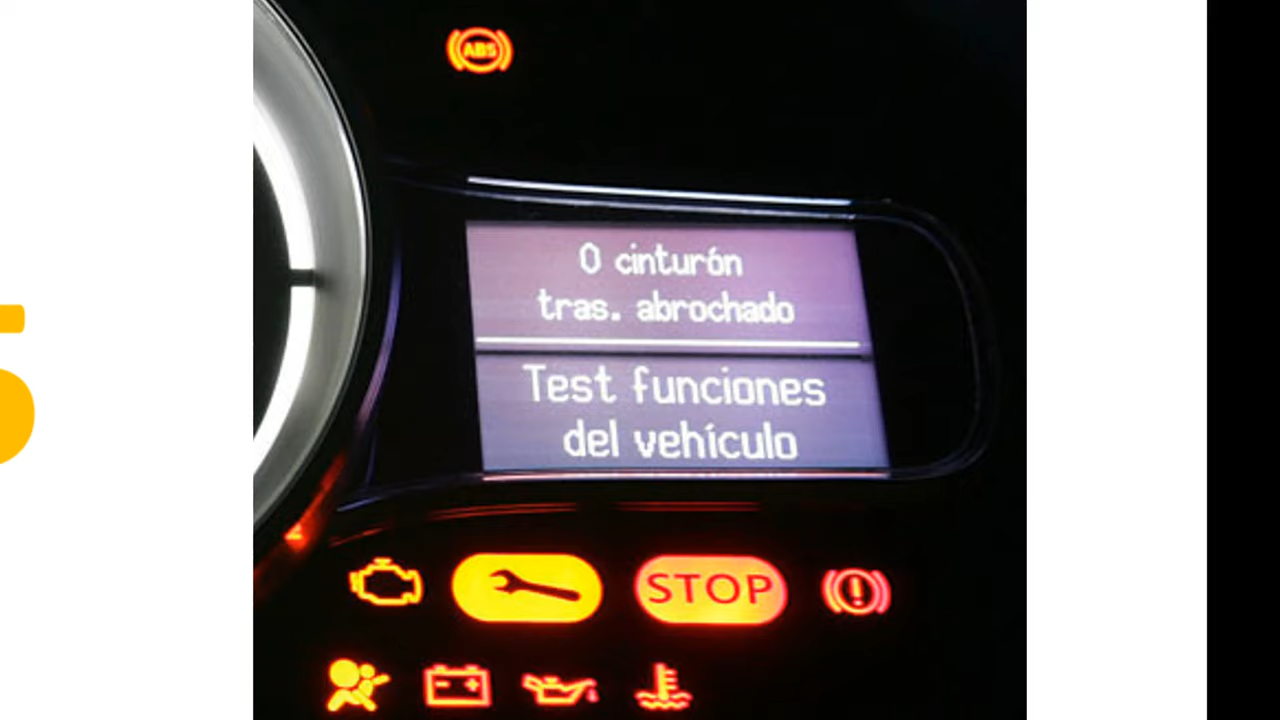 ABS
0 cinturón
tras. abrochado
Test funciones
del vehículo
STOP